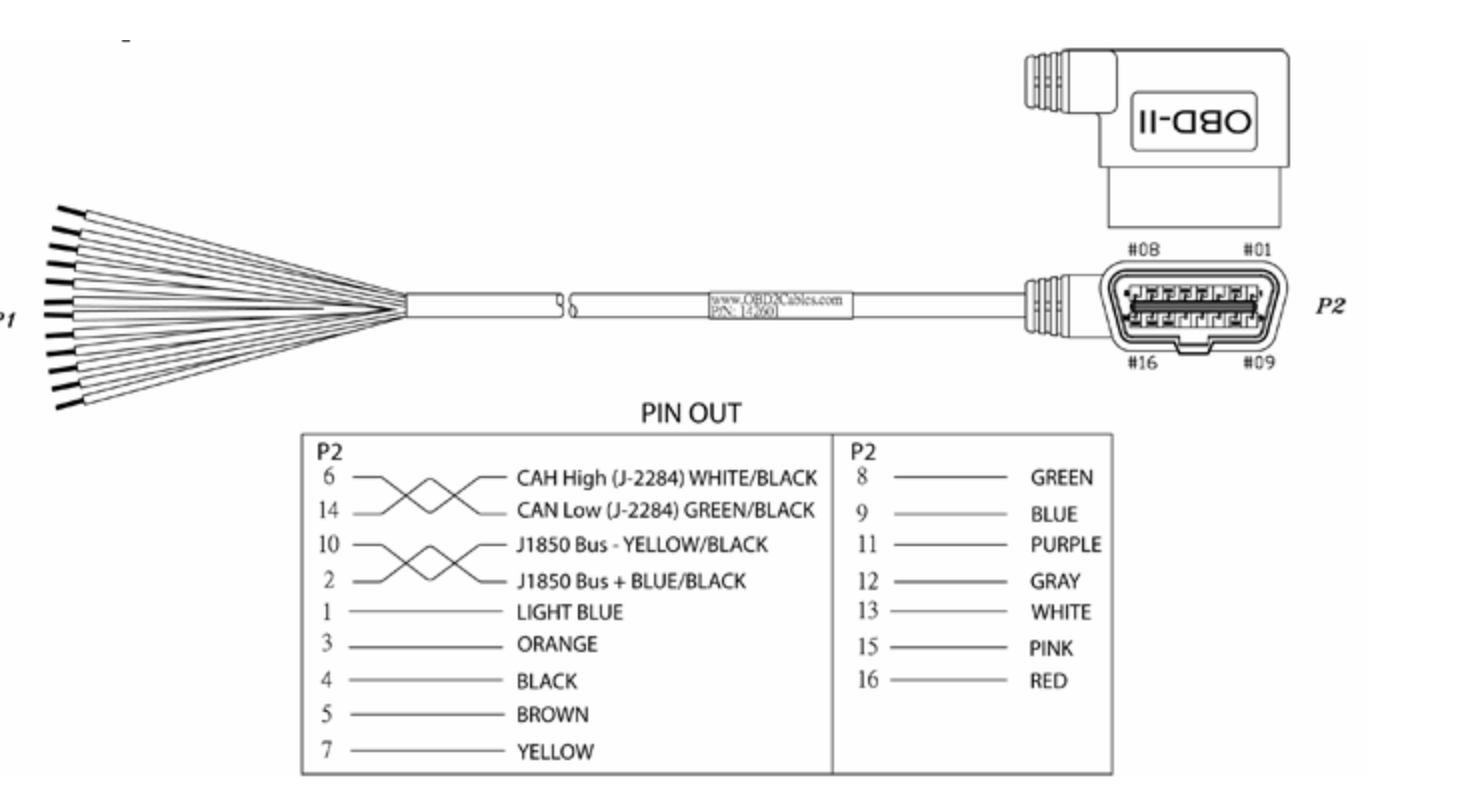 OBD-II
#08 #01
www.OBD2Cables.com
P/N: 142601
P1
P2
#16 #09
PIN OUT
P2
6 CAH High (J-2284) WHITE/BLACK
14 CAN Low (J-2284) GREEN/BLACK
10 J1850 Bus - YELLOW/BLACK
2 J1850 Bus + BLUE/BLACK
1 LIGHT BLUE
3 ORANGE
4 BLACK
5 BROWN
7 YELLOW
P2
8 GREEN
9 BLUE
11 PURPLE
12 GRAY
13 WHITE
15 PINK
16 RED